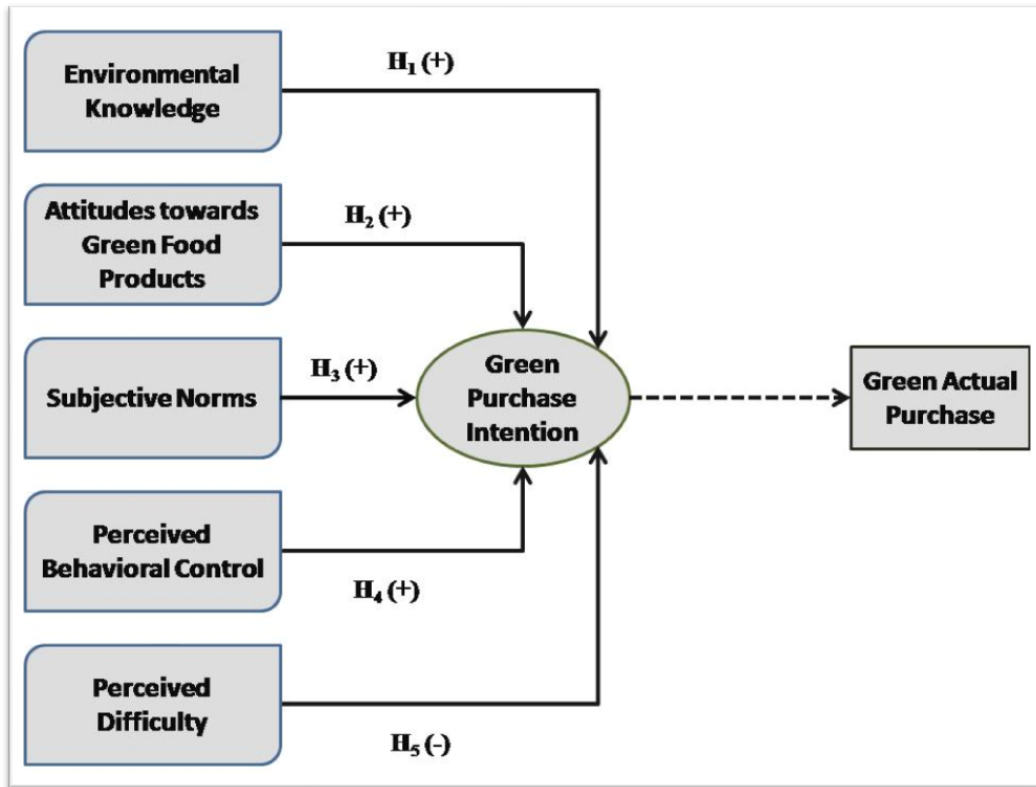 Environmental
Knowledge
H₁ (+)
Attitudes towards
Green Food
Products
H₂ (+)
Subjective Norms
H₃ (+)
Green
Purchase
Intention
Green Actual
Purchase
Perceived
Behavioral Control
H₄ (+)
Perceived
Difficulty
H₅ (-)